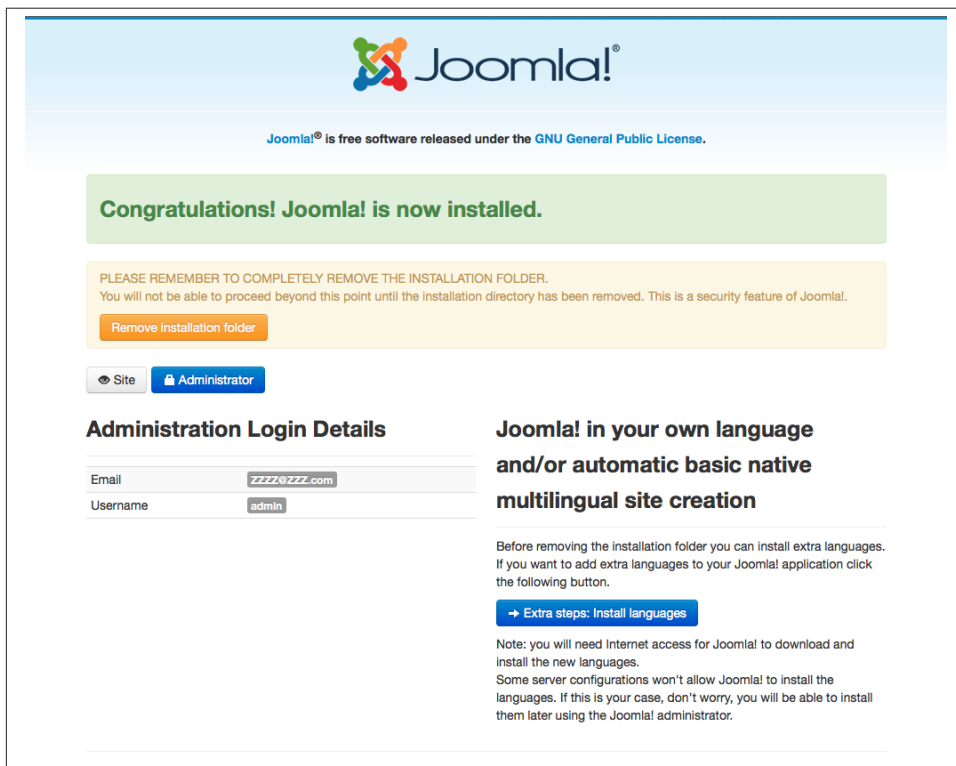 Joomla!®
Joomla!® is free software released under the GNU General Public License.
Congratulations! Joomla! is now installed.
PLEASE REMEMBER TO COMPLETELY REMOVE THE INSTALLATION FOLDER.
You will not be able to proceed beyond this point until the installation directory has been removed. This is a security feature of Joomla!.
Remove installation folder
Site
Administrator
Administration Login Details
Email zzzz@zzz.com
Username admin
Joomla! in your own language
and/or automatic basic native
multilingual site creation
Before removing the installation folder you can install extra languages.
If you want to add extra languages to your Joomla! application click
the following button.
Extra steps: Install languages
Note: you will need Internet access for Joomla! to download and
install the new languages.
Some server configurations won't allow Joomla! to install the
languages. If this is your case, don't worry, you will be able to install
them later using the Joomla! administrator.